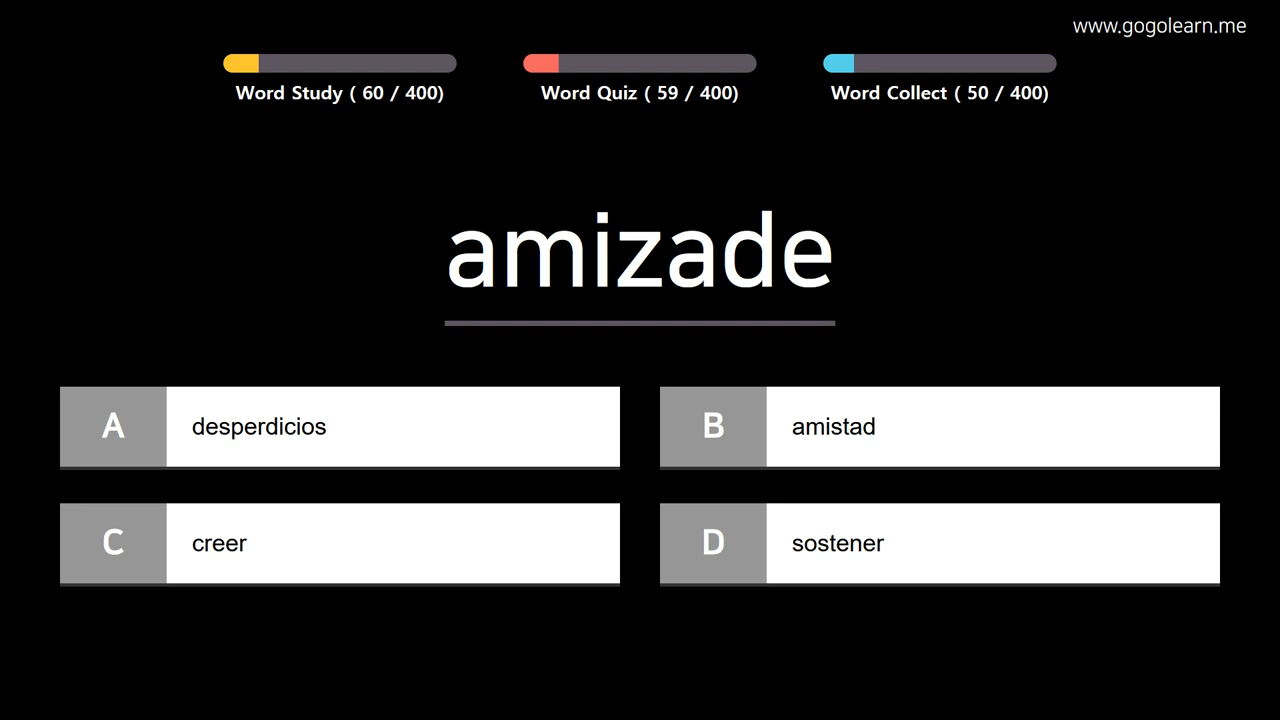 www.gogolearn.me
Word Study ( 60 / 400)
Word Quiz ( 59 / 400)
Word Collect ( 50 / 400)
amizade
A desperdicios
B amistad
C creer
D sostener